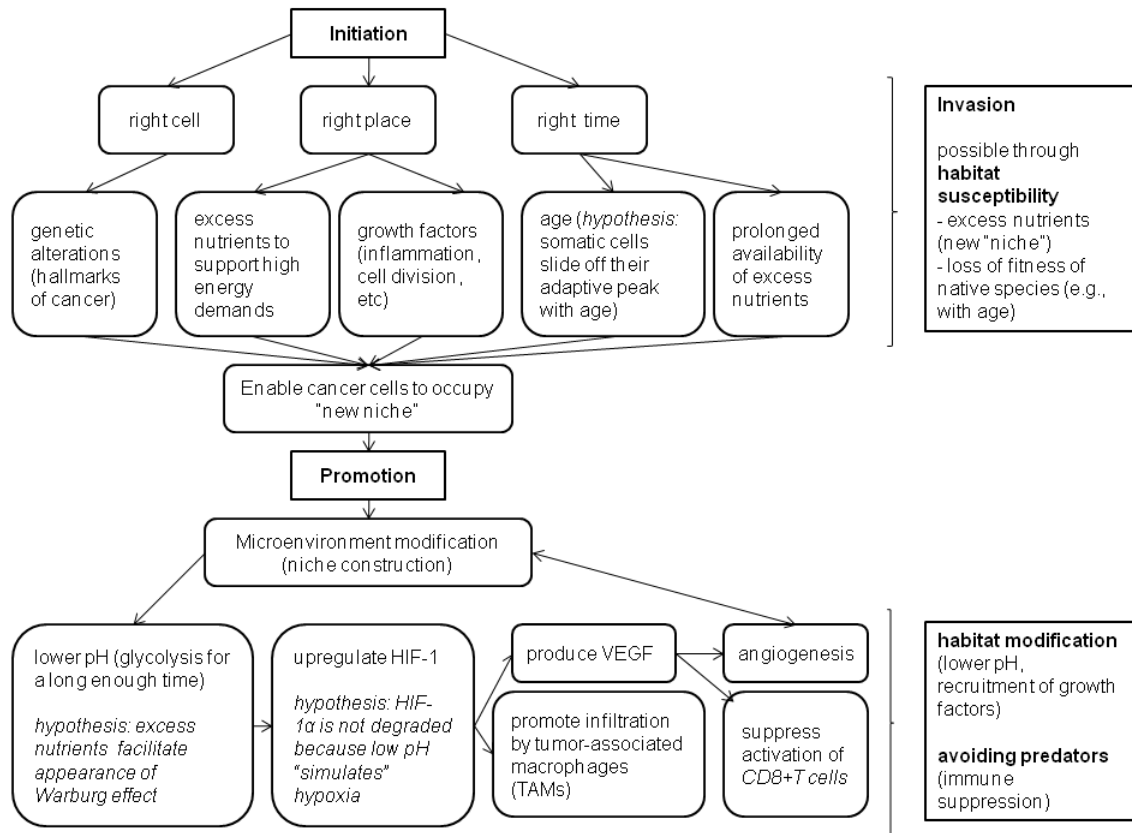 Initiation
right cell
right place
right time
genetic
alterations
(hallmarks
of cancer)
excess
nutrients to
support high
energy
demands
growth factors
(inflammation,
cell division,
etc)
age (hypothesis:
somatic cells
slide off their
adaptive peak
with age)
prolonged
availability
of excess
nutrients
Invasion
possible through
habitat
susceptibility
- excess nutrients
(new "niche")
- loss of fitness of
native species (e.g.,
with age)
Enable cancer cells to occupy
"new niche"
Promotion
Microenvironment modification
(niche construction)
lower pH (glycolysis for
a long enough time)
hypothesis: excess
nutrients facilitate
appearance of
Warburg effect
upregulate HIF-1
hypothesis: HIF-
1α is not degraded
because low pH
"simulates"
hypoxia
produce VEGF
promote infiltration
by tumor-associated
macrophages
(TAMs)
angiogenesis
suppress
activation of
CD8+T cells
habitat modification
(lower pH,
recruitment of growth
factors)
avoiding predators
(immune
suppression)